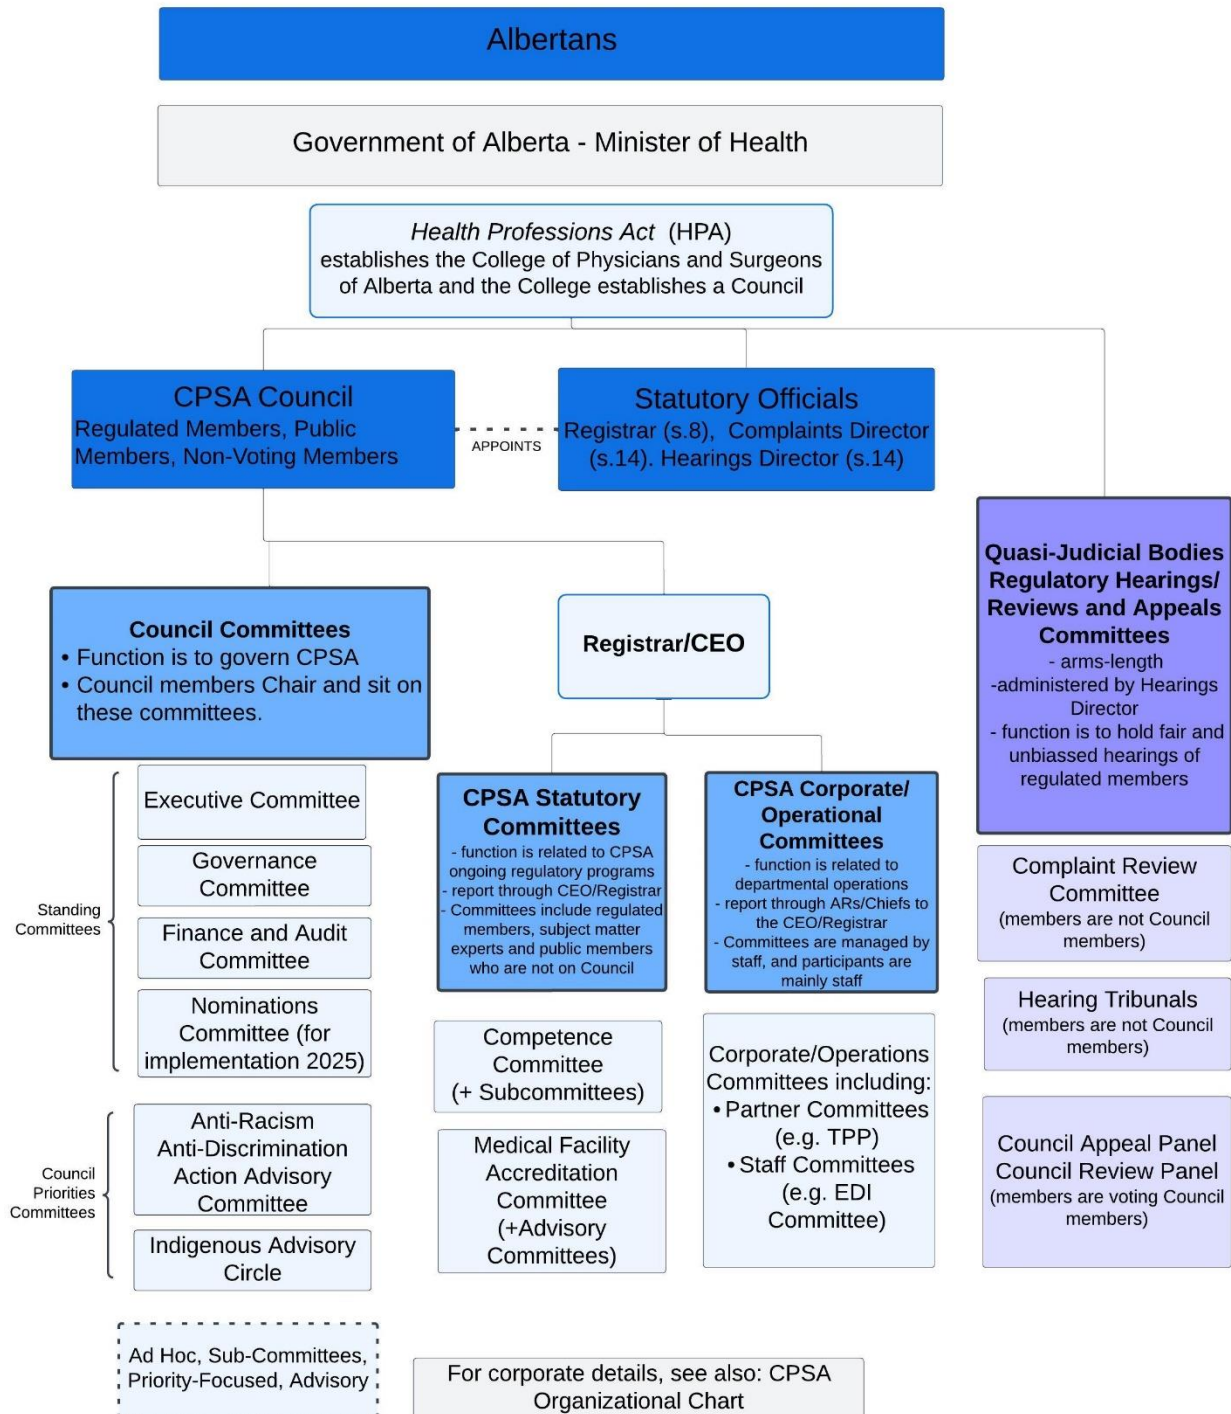 Albertans
Government of Alberta - Minister of Health
Health Professions Act (HPA)
establishes the College of Physicians and Surgeons
of Alberta and the College establishes a Council
CPSA Council
Regulated Members, Public
Members, Non-Voting Members
APPOINTS
Statutory Officials
Registrar (s.8), Complaints Director
(s.14). Hearings Director (s.14)
Council Committees
• Function is to govern CPSA
• Council members Chair and sit on
these committees.
Registrar/CEO
Quasi-Judicial Bodies
Regulatory Hearings/
Reviews and Appeals
Committees
- arms-length
-administered by Hearings
Director
- function is to hold fair and
unbiassed hearings of
regulated members
Standing
Committees
Executive Committee
Governance
Committee
Finance and Audit
Committee
Nominations
Committee (for
implementation 2025)
Council
Priorities
Committees
Anti-Racism
Anti-Discrimination
Action Advisory
Committee
Indigenous Advisory
Circle
Ad Hoc, Sub-Committees,
Priority-Focused, Advisory
CPSA Statutory
Committees
- function is related to CPSA
ongoing regulatory programs
- report through CEO/Registrar
- Committees include regulated
members, subject matter
experts and public members
who are not on Council
Competence
Committee
(+ Subcommittees)
Medical Facility
Accreditation
Committee
(+Advisory
Committees)
CPSA Corporate/
Operational
Committees
- function is related to
departmental operations
- report through ARs/Chiefs to
the CEO/Registrar
- Committees are managed by
staff, and participants are
mainly staff
Corporate/Operations
Committees including:
• Partner Committees
(e.g. TPP)
• Staff Committees
(e.g. EDI
Committee)
Complaint Review
Committee
(members are not Council
members)
Hearing Tribunals
(members are not Council
members)
Council Appeal Panel
Council Review Panel
(members are voting Council
members)
For corporate details, see also: CPSA
Organizational Chart